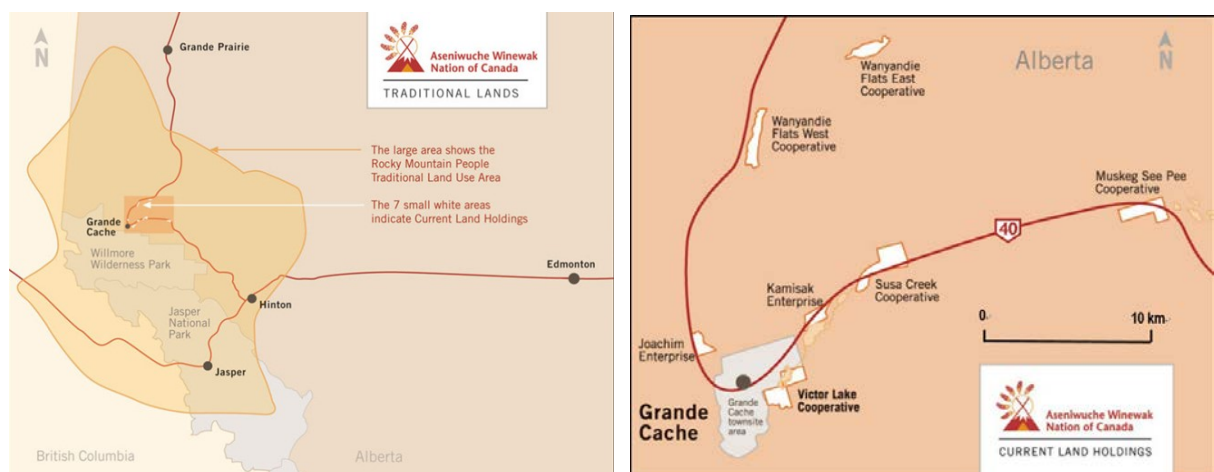 Grande Prairie
N
Aseniwuche Winewak
Nation of Canada
TRADITIONAL LANDS
The large area shows the
Rocky Mountain People
Traditional Land Use Area
The 7 small white areas
indicate Current Land Holdings
Grande
Cache
Willmore
Wilderness Park
Edmonton
Hinton
Jasper
National
Park
Jasper
British Columbia
Alberta
Wanyandie
Flats East
Cooperative
Alberta
N
Wanyandie
Flats West
Cooperative
Muskeg See Pee
Cooperative
40
Kamisak
Enterprise
Susa Creek
Cooperative
0
10 km
Joachim
Enterprise
Grande
Cache
Grande
Cache
townsite
area
Victor Lake
Cooperative
Aseniwuche Winewak
Nation of Canada
CURRENT LAND HOLDINGS